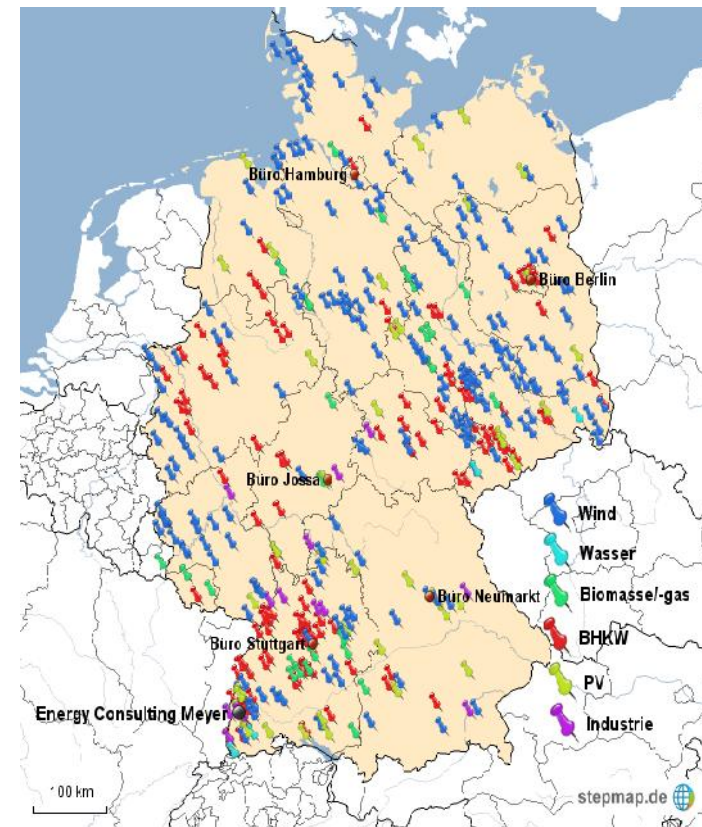 Büro Hamburg
Büro Berlin
Büro Jossa
Wind
Wasser
Biomasse/-gas
Büro Neumarkt
BHKW
Büro Stuttgart
PV
Energy Consulting Meyer
Industrie
100 km
stepmap.de